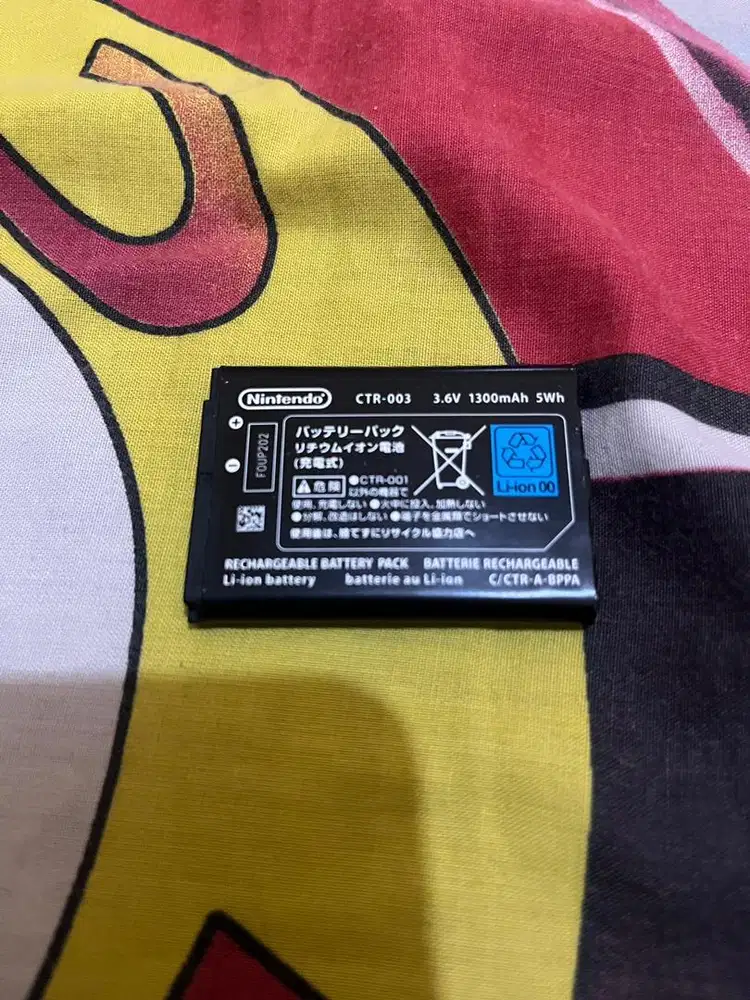 Nintendo CTR-003 3.6V 1300mAh 5Wh
+
−
F0UP202
バッテリーパック
リチウムイオン電池
(充電式)
危険 ●CTR-001
以外の機器で
使用,充電しない ●火中に投入,加熱しない
●分解,改造はしない ●端子を金属類でショートさせない
使用後は、捨てずにリサイクル協力店へ
Li-ion 00
RECHARGEABLE BATTERY PACK BATTERIE RECHARGEABLE
Li-ion battery batterie au Li-ion C/CTR-A-BPPA